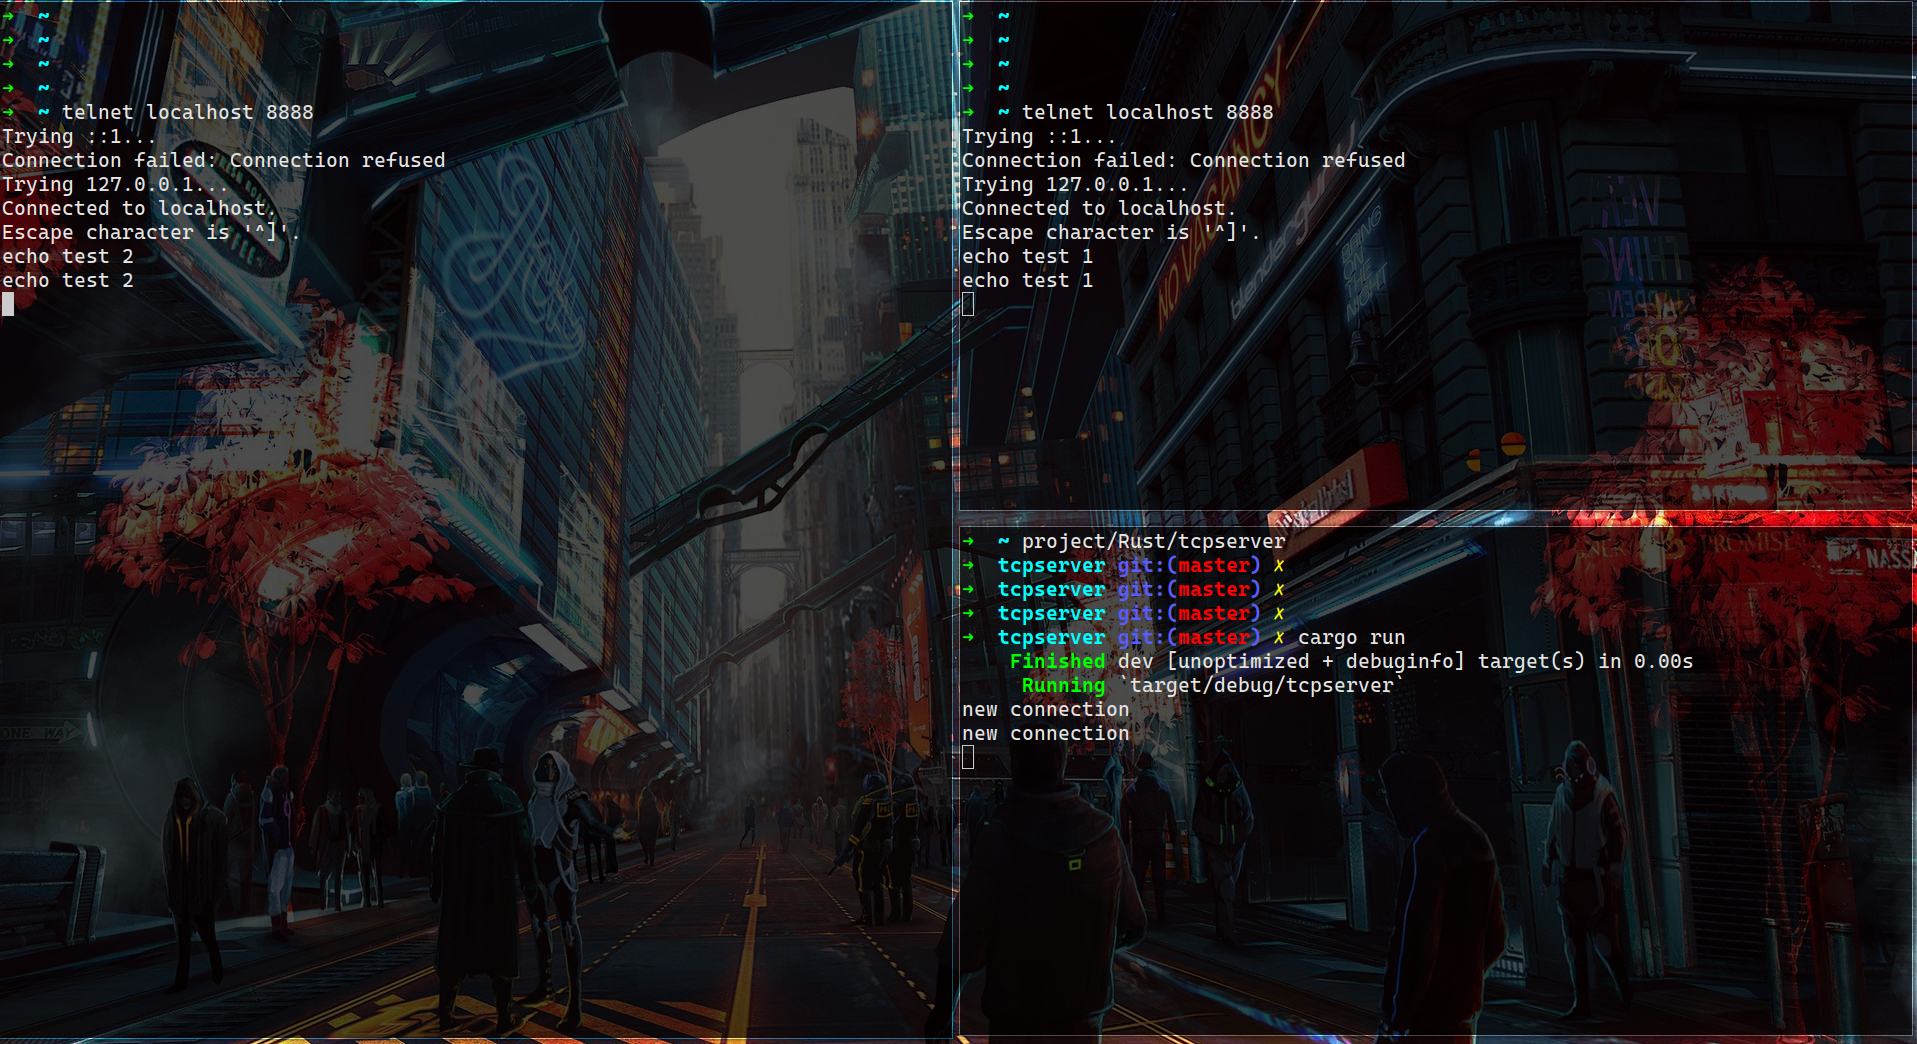 → ~
→ ~
→ ~
→ ~
→ ~ telnet localhost 8888
Trying ::1...
Connection failed: Connection refused
Trying 127.0.0.1...
Connected to localhost.
Escape character is '^]'.
echo test 2
echo test 2
→ ~
→ ~
→ ~
→ ~
→ ~ telnet localhost 8888
Trying ::1...
Connection failed: Connection refused
Trying 127.0.0.1...
Connected to localhost.
Escape character is '^]'.
echo test 1
echo test 1
→ ~ project/Rust/tcpserver
→ tcpserver git:(master) ✗
→ tcpserver git:(master) ✗
→ tcpserver git:(master) ✗
→ tcpserver git:(master) ✗ cargo run
Finished dev [unoptimized + debuginfo] target(s) in 0.00s
Running `target/debug/tcpserver`
new connection
new connection
NO VACANCY
BRING
ON
THE
NIGHT
PROMISE
NASS
ONE WAY